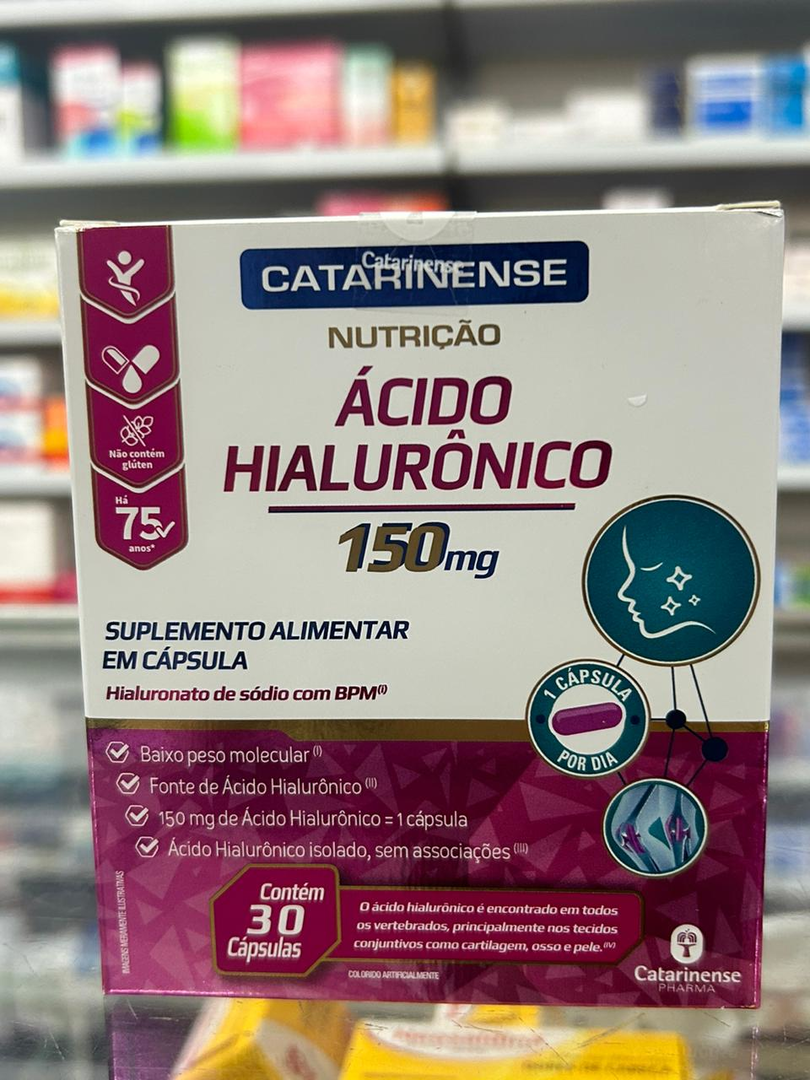 Catarinense
CATARINENSE
NUTRIÇÃO
ÁCIDO
HIALURÔNICO
150mg
Não contém
glúten
Há
75
anos*
SUPLEMENTO ALIMENTAR
EM CÁPSULA
Hialuronato de sódio com BPM(I)
1 CÁPSULA
POR DIA
Baixo peso molecular (I)
Fonte de Ácido Hialurônico (II)
150 mg de Ácido Hialurônico = 1 cápsula
Ácido Hialurônico isolado, sem associações (III)
IMAGENS MERAMENTE ILUSTRATIVAS
Contém
30
Cápsulas
O ácido hialurônico é encontrado em todos
os vertebrados, principalmente nos tecidos
conjuntivos como cartilagem, osso e pele.(IV)
COLORIDO ARTIFICIALMENTE
Catarinense
PHARMA